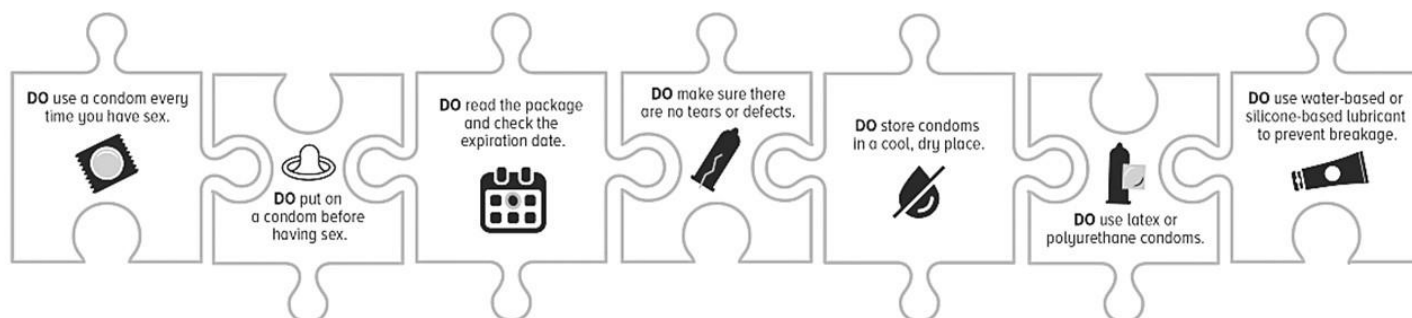 DO use a condom every
time you have sex.
DO put on
a condom before
having sex.
DO read the package
and check the
expiration date.
DO make sure there
are no tears or defects.
DO store condoms
in a cool, dry place.
DO use latex or
polyurethane condoms.
DO use water-based or
silicone-based lubricant
to prevent breakage.